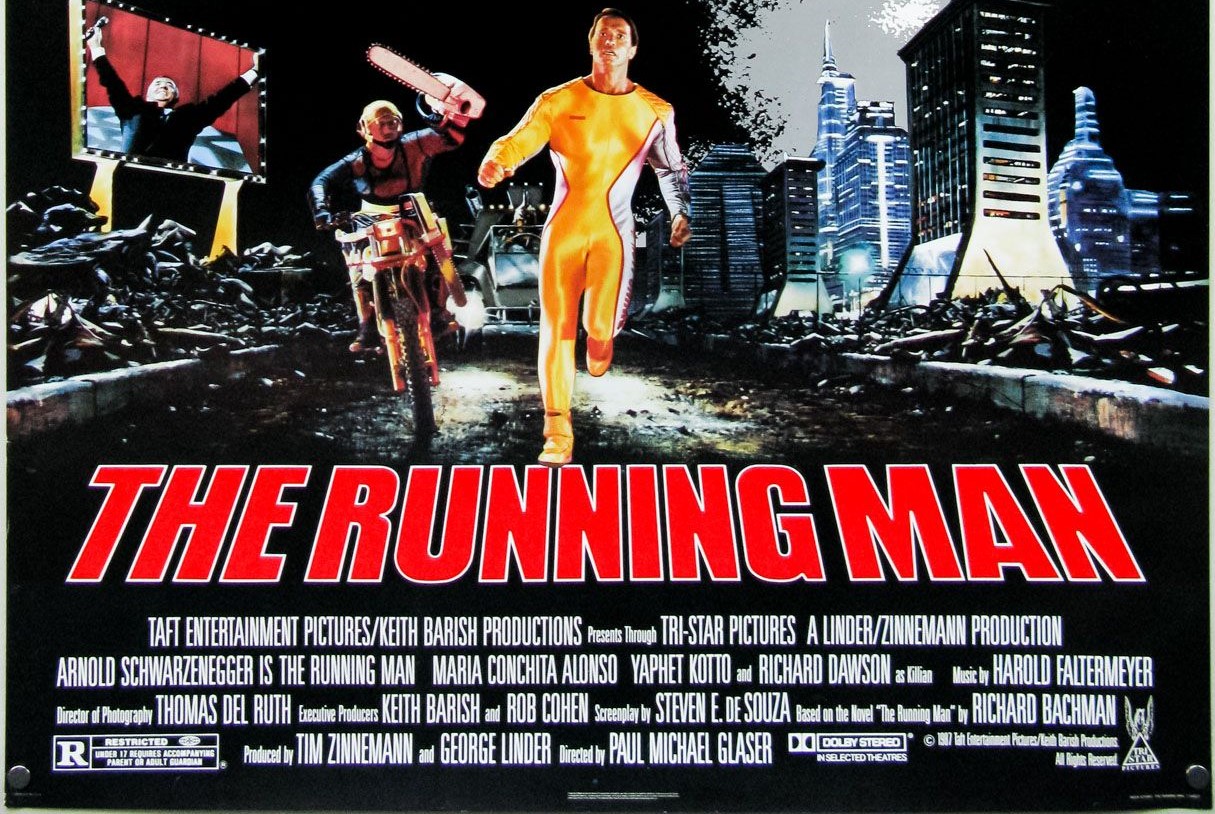 THE RUNNING MAN
TAFT ENTERTAINMENT PICTURES/KEITH BARISH PRODUCTIONS Presents Through TRI-STAR PICTURES A LINDER/ZINNEMANN PRODUCTION
ARNOLD SCHWARZENEGGER IS THE RUNNING MAN MARIA CONCHITA ALONSO YAPHET KOTTO and RICHARD DAWSON as Killian Music by HAROLD FALTERMEYER
Director of Photography THOMAS DEL RUTH Executive Producers KEITH BARISH and ROB COHEN Screenplay by STEVEN E. DE SOUZA Based on the Novel "The Running Man" by RICHARD BACHMAN
Produced by TIM ZINNEMANN and GEORGE LINDER Directed by PAUL MICHAEL GLASER
R RESTRICTED
UNDER 17 REQUIRES ACCOMPANYING
PARENT OR ADULT GUARDIAN
DOLBY STEREO
IN SELECTED THEATRES
© 1987 Taft Entertainment Pictures/Keith Barish Productions
All Rights Reserved
TRI
STAR
PICTURES